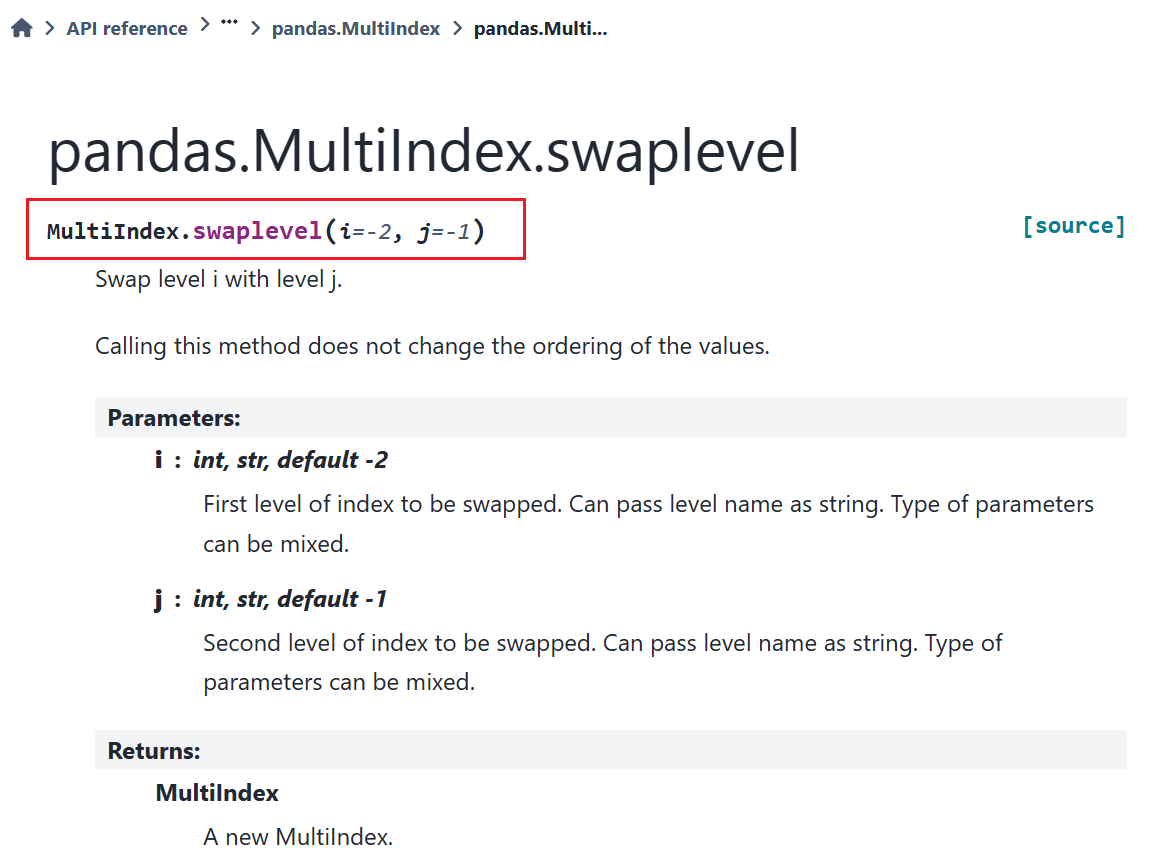 API reference > ... > pandas.MultiIndex > pandas.Multi...
pandas.MultiIndex.swaplevel
MultiIndex.swaplevel(i=-2, j=-1) [source]
Swap level i with level j.
Calling this method does not change the ordering of the values.
Parameters:
i : int, str, default -2
First level of index to be swapped. Can pass level name as string. Type of parameters
can be mixed.
j : int, str, default -1
Second level of index to be swapped. Can pass level name as string. Type of
parameters can be mixed.
Returns:
MultiIndex
A new MultiIndex.